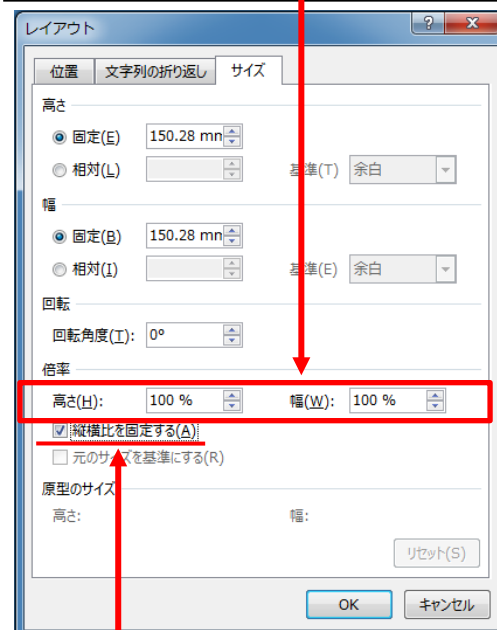 レイアウト
位置 文字列の折り返し サイズ
高さ
固定(E) 150.28 mm
相対(L) 基準(T) 余白
幅
固定(B) 150.28 mm
相対(I) 基準(E) 余白
回転
回転角度(T): 0°
倍率
高さ(H): 100 % 幅(W): 100 %
縦横比を固定する(A)
元のサイズを基準にする(R)
原型のサイズ
高さ: 幅:
リセット(S)
OK キャンセル